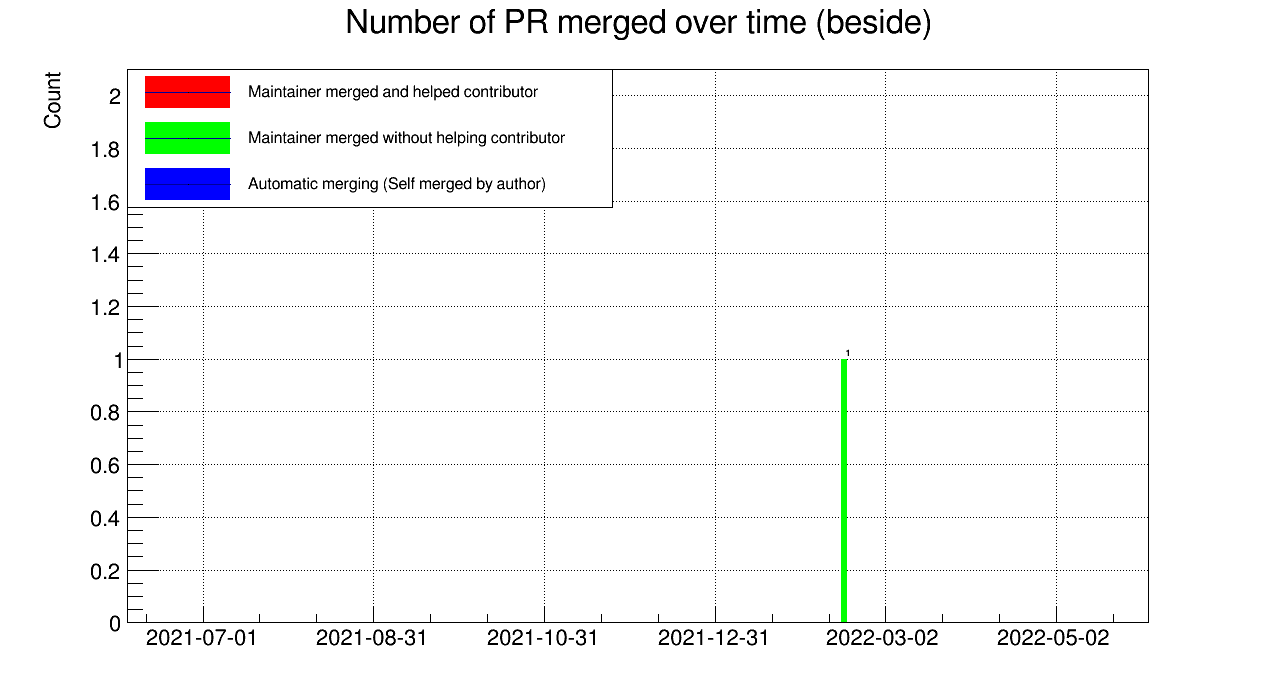 Number of PR merged over time (beside)
Count
Maintainer merged and helped contributor
Maintainer merged without helping contributor
Automatic merging (Self merged by author)
2
1.8
1.6
1.4
1.2
1
0.8
0.6
0.4
0.2
0
1
2021-07-01 2021-08-31 2021-10-31 2021-12-31 2022-03-02 2022-05-02